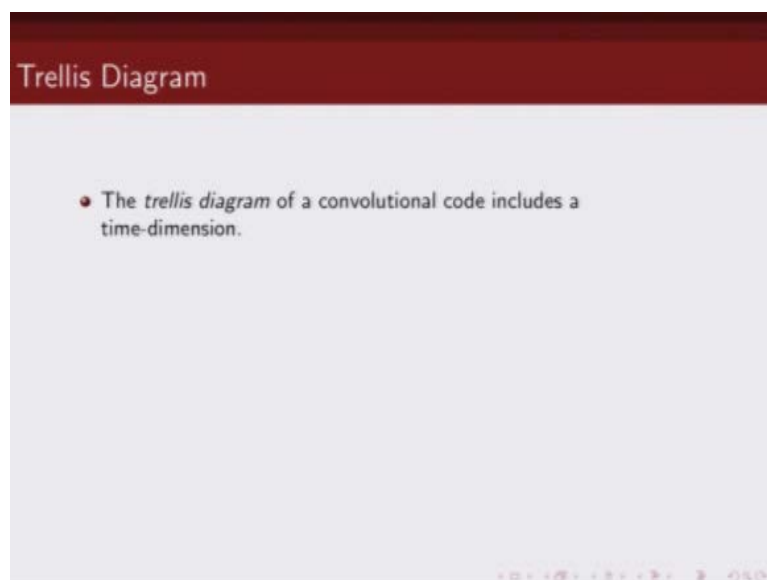 Trellis Diagram
The trellis diagram of a convolutional code includes a
time-dimension.